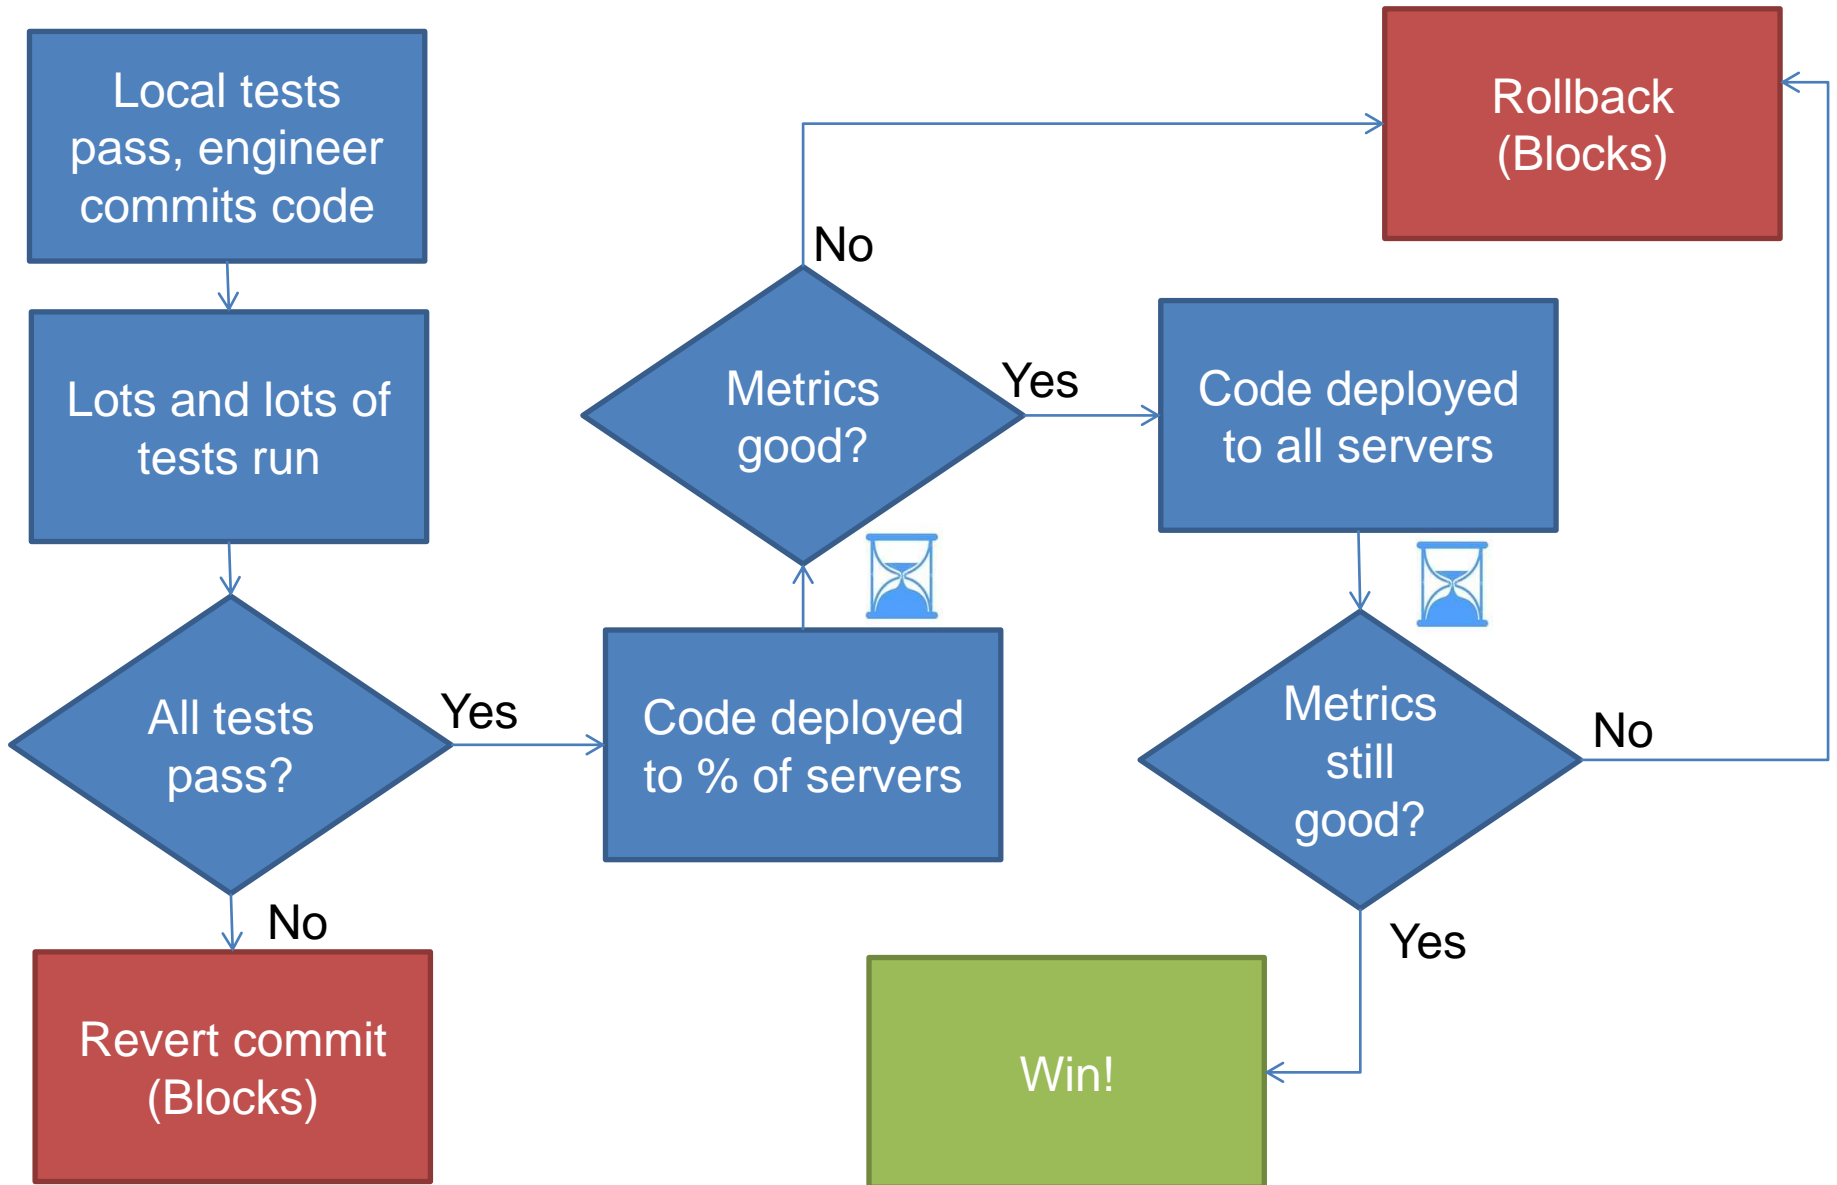 Local tests
pass, engineer
commits code
Lots and lots of
tests run
All tests
pass?
Yes
No
Revert commit
(Blocks)
Code deployed
to % of servers
Metrics
good?
No
Yes
Rollback
(Blocks)
Code deployed
to all servers
Metrics
still
good?
No
Yes
Win!